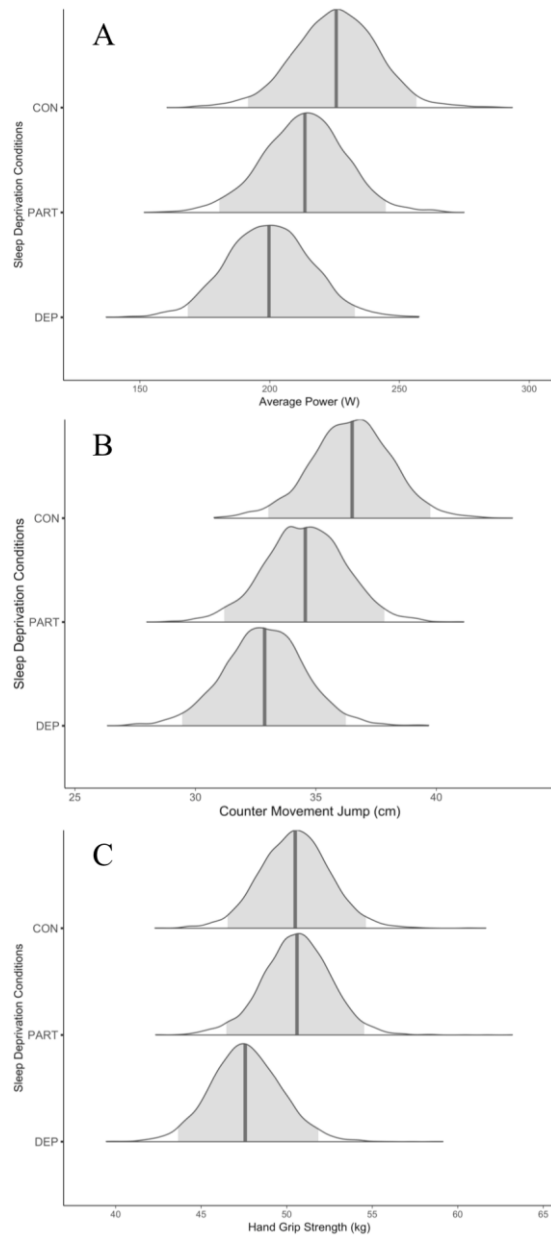 A
Sleep Deprivation Conditions
CON
PART
DEP
150
200
250
300
Average Power (W)
B
Sleep Deprivation Conditions
CON
PART
DEP
25
30
35
40
Counter Movement Jump (cm)
C
Sleep Deprivation Conditions
CON
PART
DEP
40
45
50
55
60
65
Hand Grip Strength (kg)